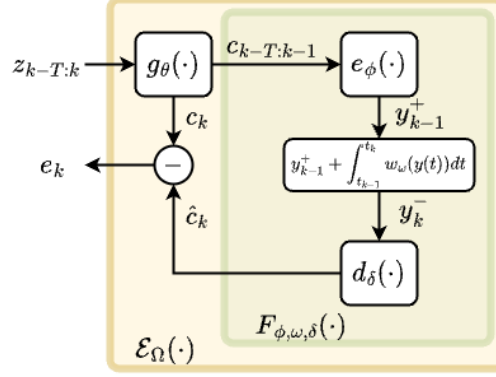 z_{k-T:k}
g_θ(·)
c_{k-T:k-1}
e_ϕ(·)
c_k
y^+_{k-1}
e_k
−
y^+_{k-1} + ∫_{t_{k-1}}^{t_k} w_ω(y(t))dt
ĉ_k
y^-_k
d_δ(·)
F_{ϕ,ω,δ}(·)
ℰ_Ω(·)